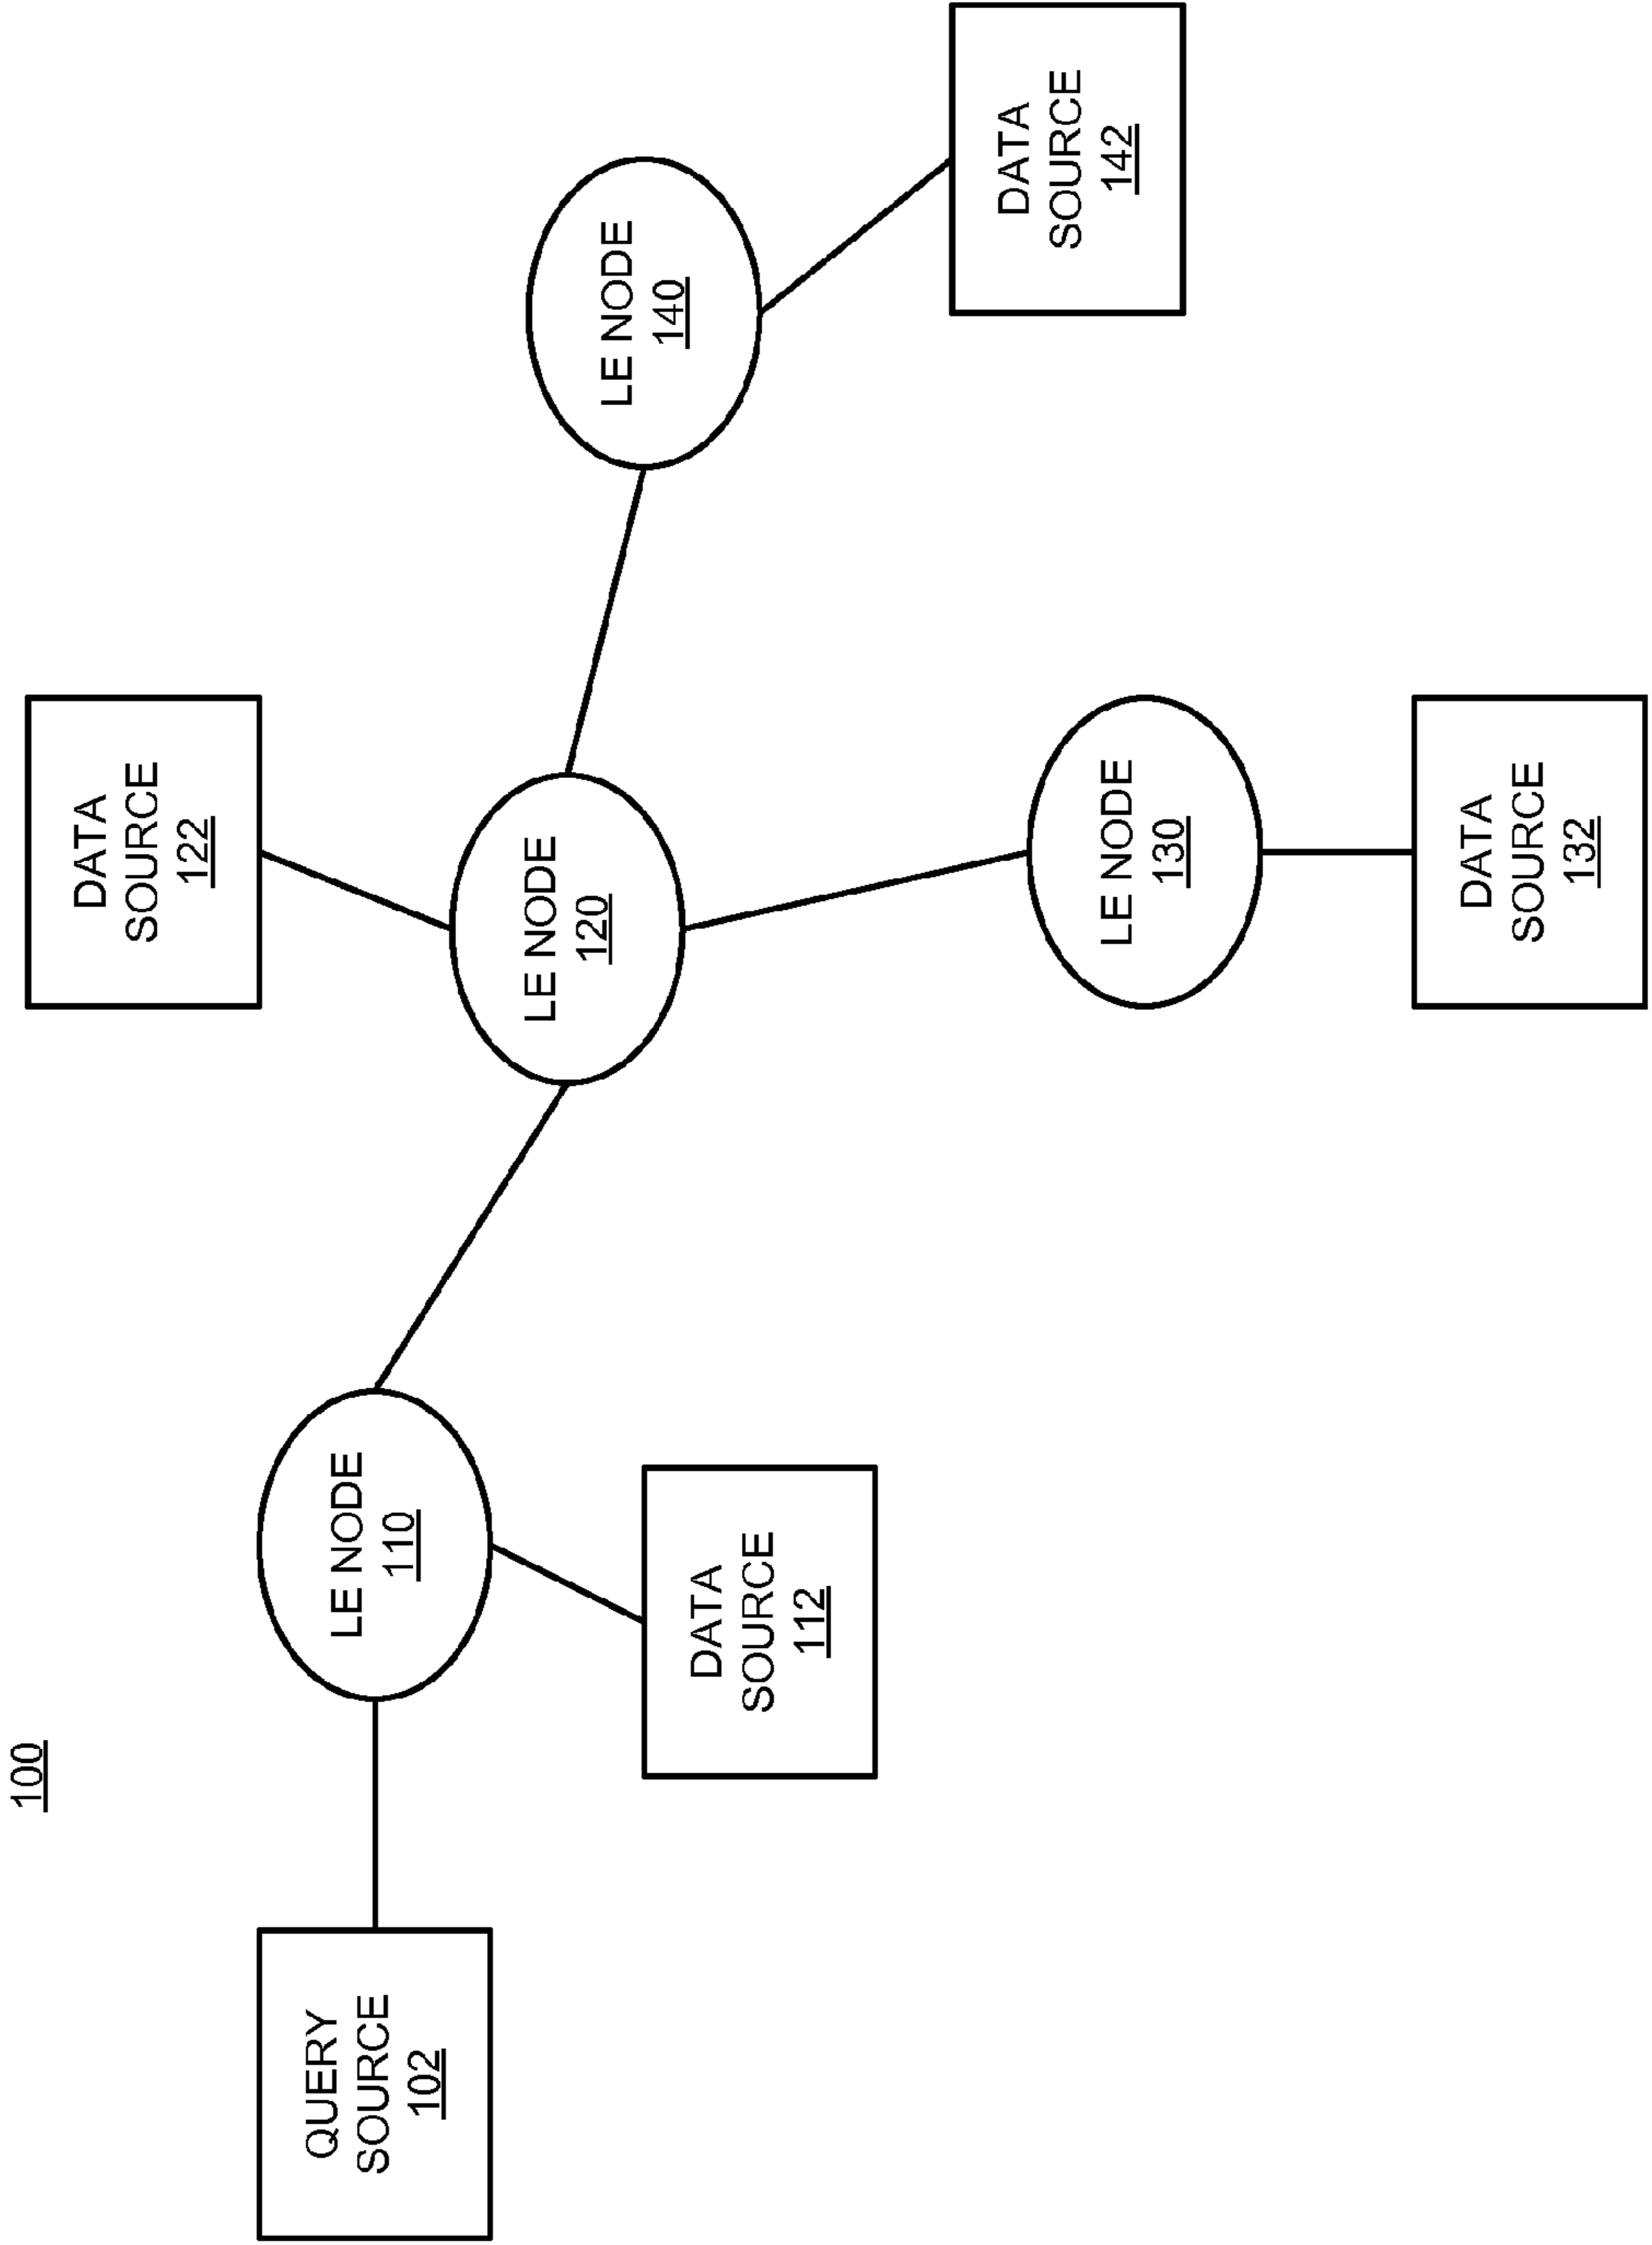 100
QUERY
SOURCE
102
LE NODE
110
DATA
SOURCE
112
LE NODE
120
DATA
SOURCE
122
LE NODE
130
DATA
SOURCE
132
LE NODE
140
DATA
SOURCE
142